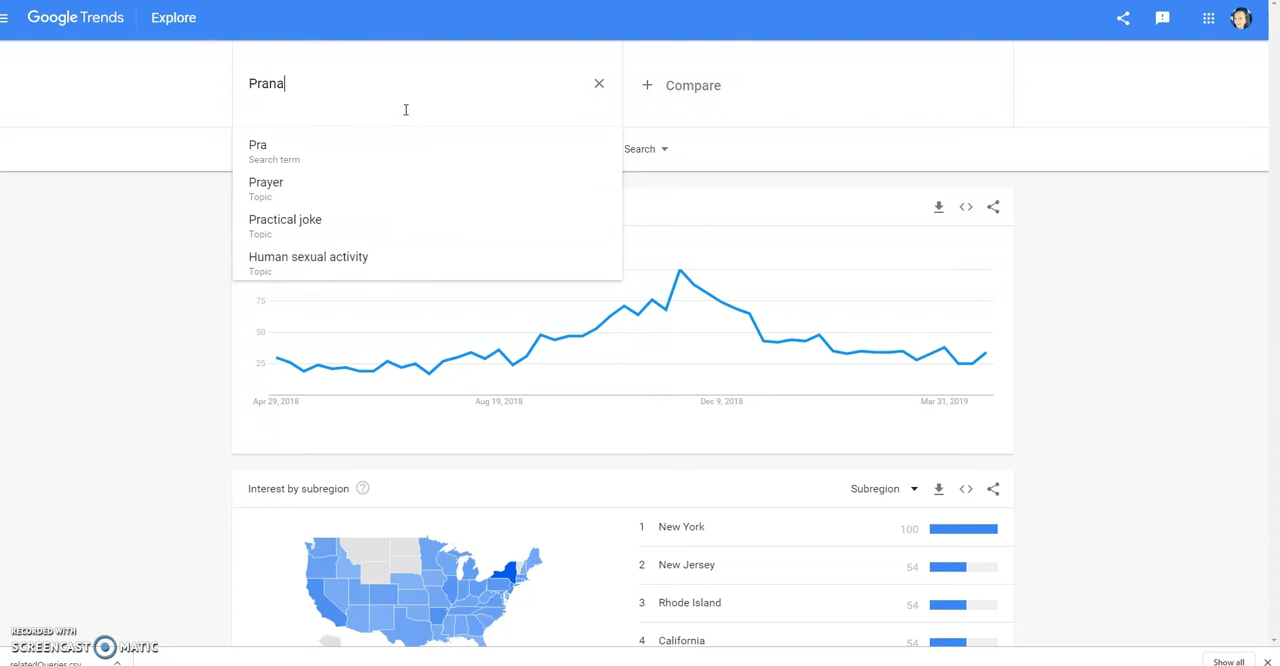 Google Trends Explore
Prana
+ Compare
Pra
Search term
Prayer
Topic
Practical joke
Topic
Human sexual activity
Topic
Search
75
50
25
Apr 29, 2018 Aug 19, 2018 Dec 9, 2018 Mar 31, 2019
Interest by subregion ? Subregion
1 New York 100
2 New Jersey 54
3 Rhode Island 54
4 California 54
RECORDED WITH
SCREENCAST MATIC
relatedQueries.csv
Show all